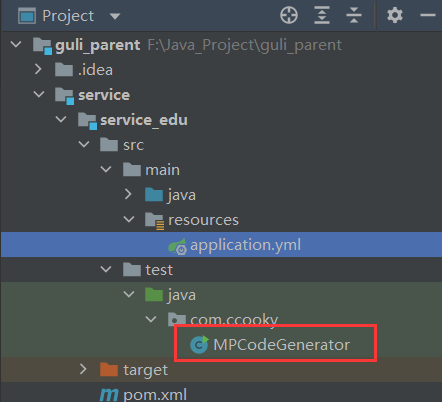 Project
guli_parent F:\Java_Project\guli_parent
.idea
service
service_edu
src
main
java
resources
application.yml
test
java
com.ccooky
MPCodeGenerator
target
pom.xml